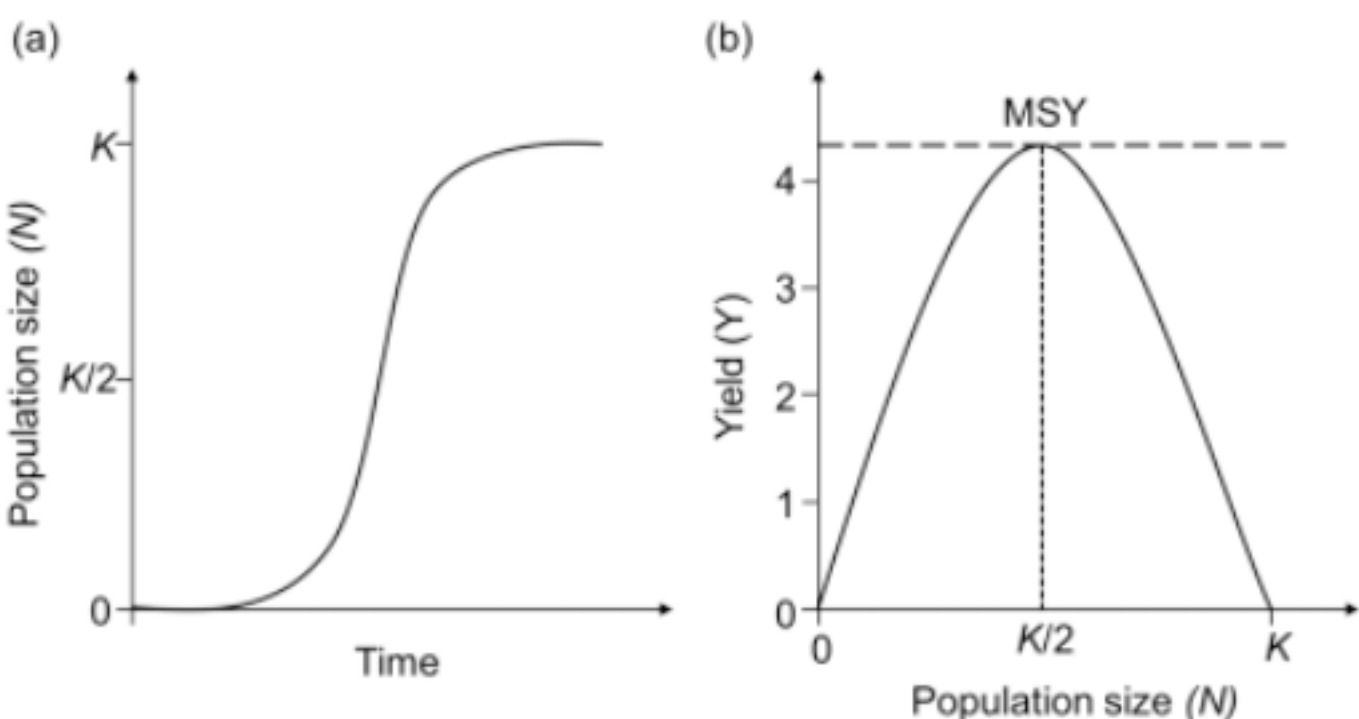 (a)
Population size (N)
K
K/2
0
Time
(b)
MSY
Yield (Y)
4
3
2
1
0
0
K/2
K
Population size (N)